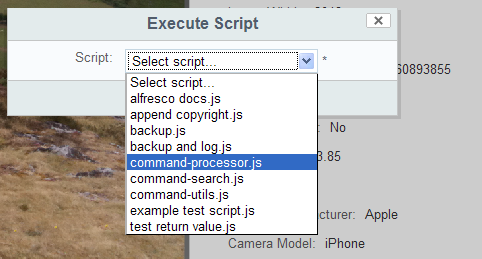 Execute Script
Script: Select script... *
Select script...
alfresco docs.js
append copyright.js
backup.js
backup and log.js
command-processor.js
command-search.js
command-utils.js
example test script.js
test return value.js
60893855
No
3.85
Apple
Camera Model: iPhone